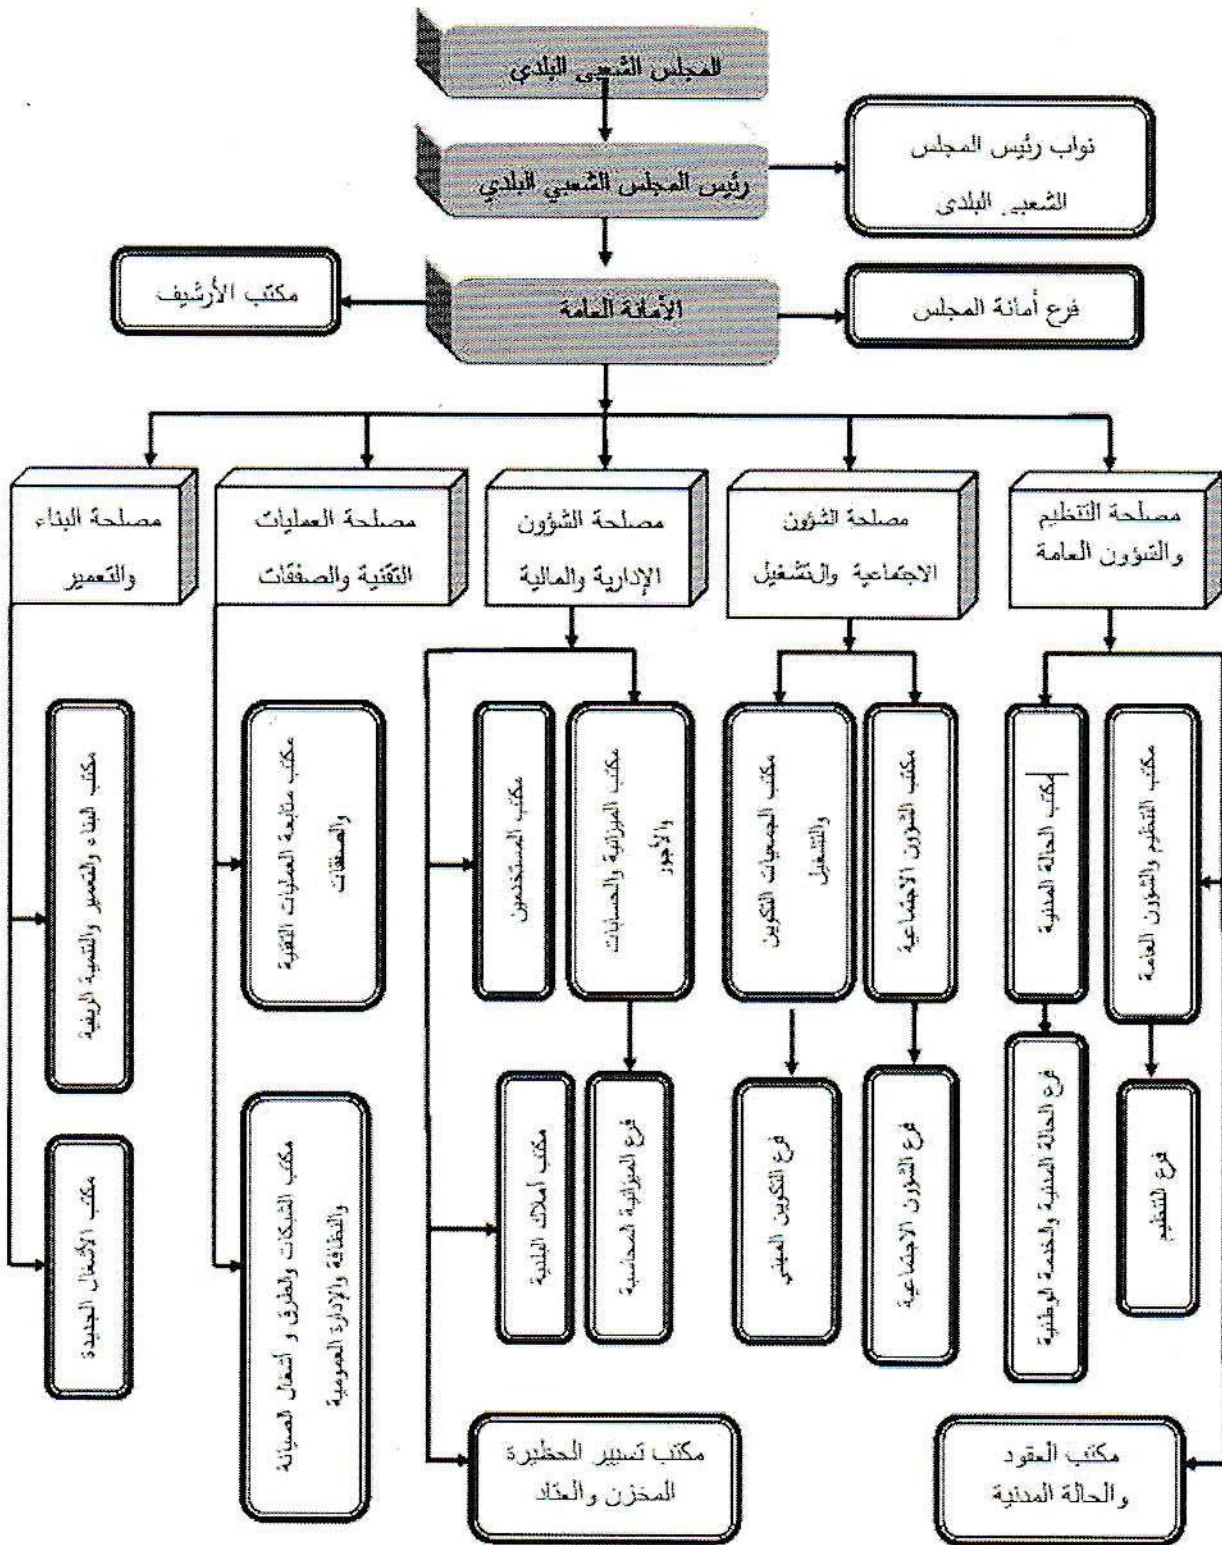 المجلس الشعبي البلدي
رئيس المجلس الشعبي البلدي
نواب رئيس المجلس
الشعبي البلدي
الأمانة العامة
مكتب الأرشيف
فرع أمانة المجلس
مصلحة التنظيم
والشؤون العامة
مصلحة الشؤون
الاجتماعية والتشغيل
مصلحة الشؤون
الإدارية والمالية
مصلحة العمليات
التقنية والصفقات
مصلحة البناء
والتعمير
مكتب التنظيم والشؤون العامة
مكتب الحالة المدنية
مكتب الشؤون الاجتماعية
مكتب الجمعيات التكوين
والتشغيل
مكتب الميزانية والحسابات
والأجور
مكتب المستخدمين
مكتب متابعة العمليات التقنية
والصفقات
مكتب البناء والتعمير والتنمية الريفية
فرع التنظيم
فرع الحالة المدنية والخدمة الوطنية
فرع الشؤون الاجتماعية
فرع التكوين المهني
فرع الميزانية المحاسبية
مكتب أملاك البلدية
مكتب الشبكات والطرق و أشغال الصيانة
والنظافة والإدارة العمومية
مكتب الأشغال الجديدة
مكتب العقود
والحالة المدنية
مكتب تسيير الحظيرة
المخزن والعتاد